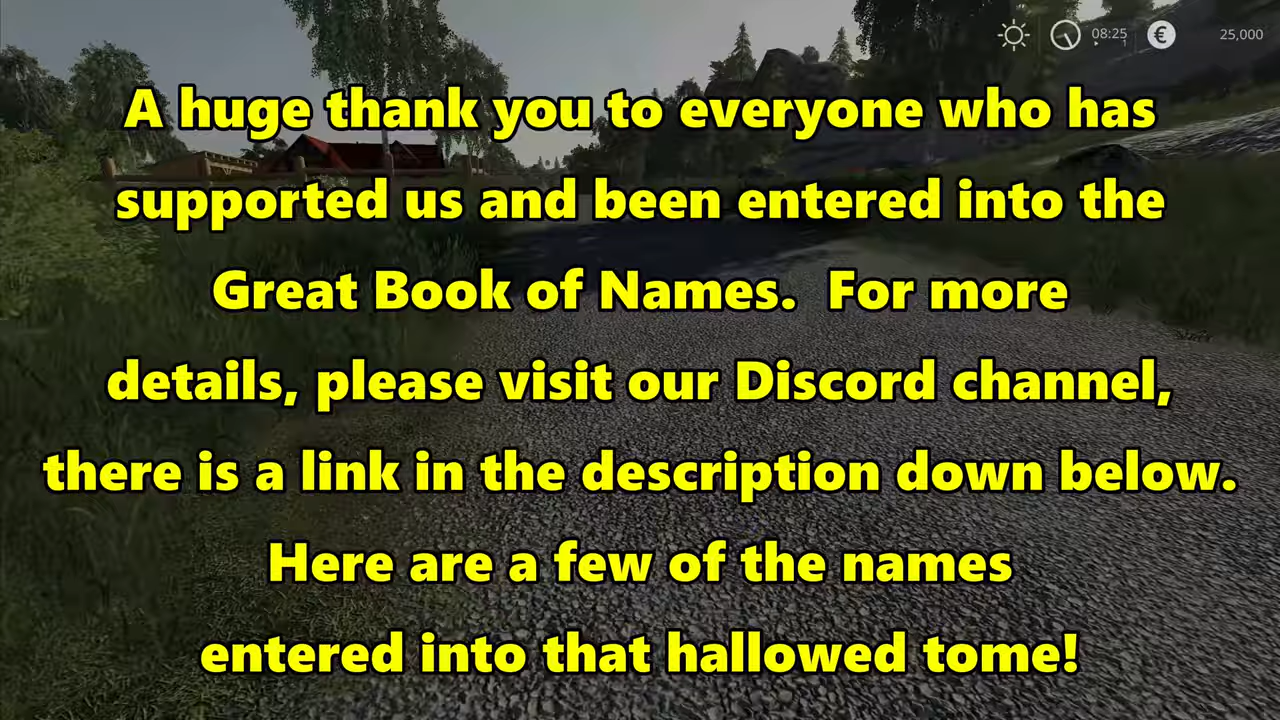 08:25
1
€
25,000
A huge thank you to everyone who has
supported us and been entered into the
Great Book of Names.  For more
details, please visit our Discord channel,
there is a link in the description down below.
Here are a few of the names
entered into that hallowed tome!